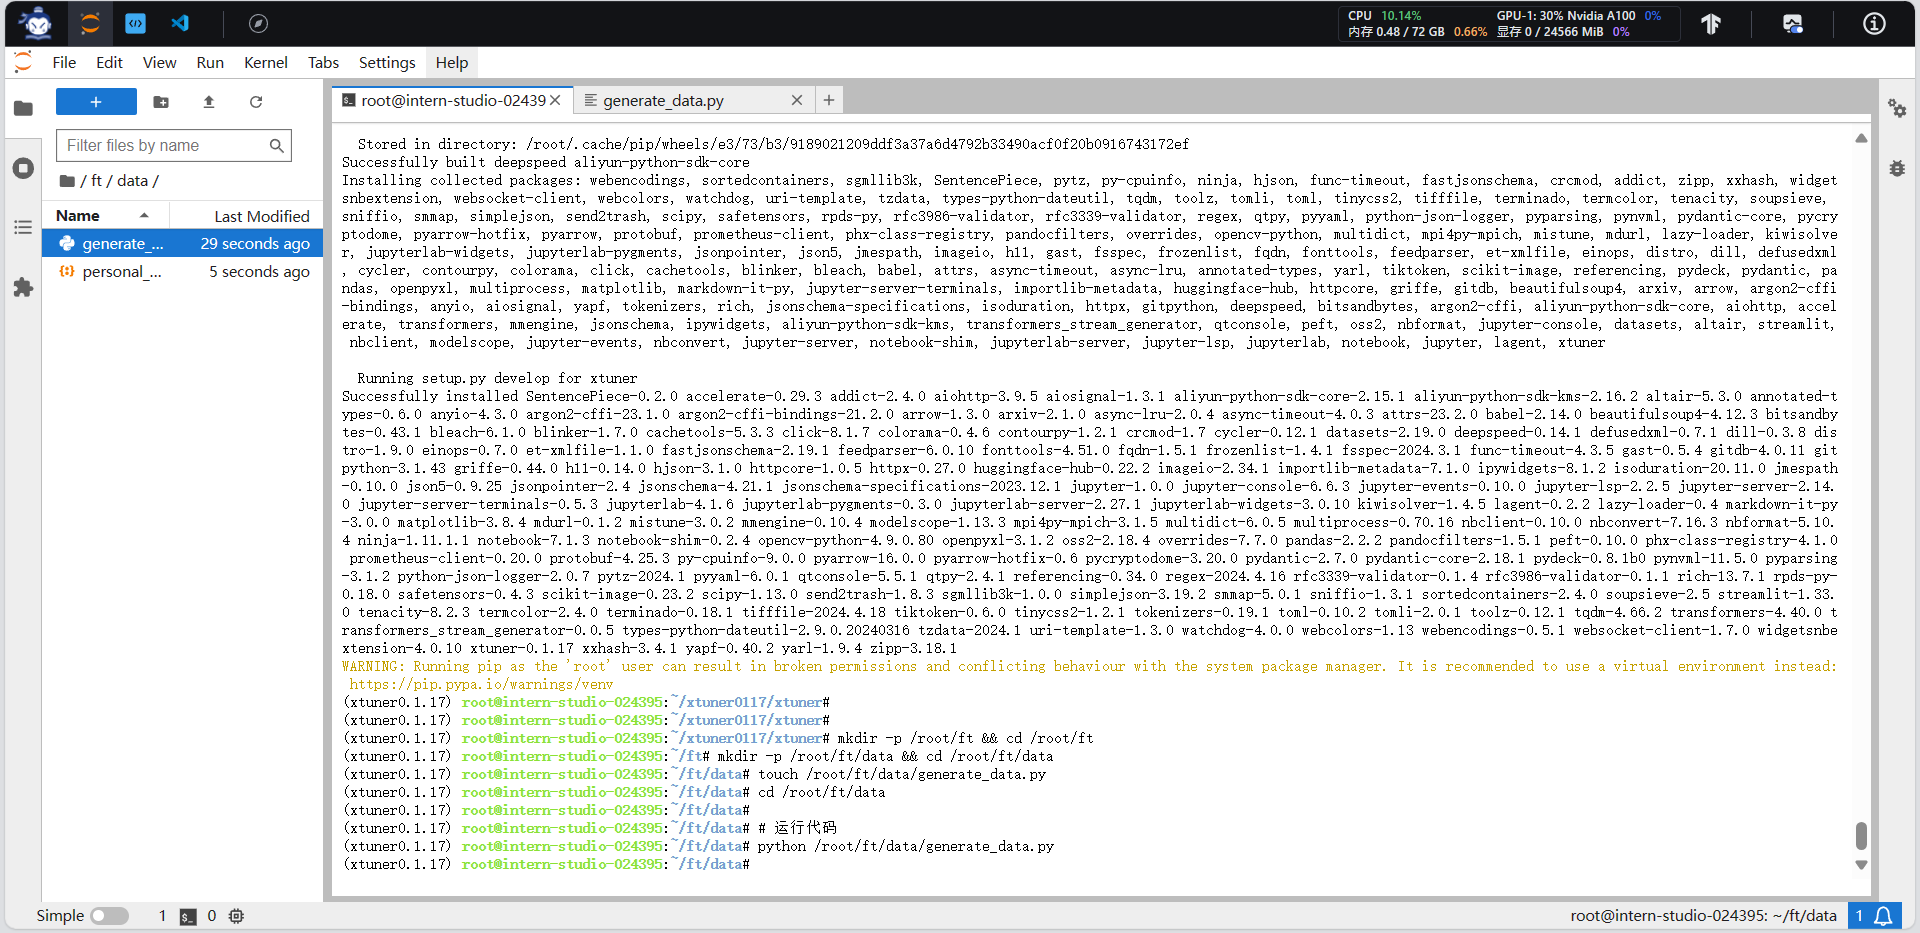 CPU 10.14% GPU-1: 30% Nvidia A100 0%
内存 0.48 / 72 GB 0.66% 显存 0 / 24566 MiB 0%
File Edit View Run Kernel Tabs Settings Help
root@intern-studio-02439 generate_data.py
Filter files by name
/ ft / data /
Name Last Modified
generate_... 29 seconds ago
personal_... 5 seconds ago
Stored in directory: /root/.cache/pip/wheels/e3/73/b3/9189021209ddf3a37a6d4792b33490acf0f20b0916743172ef
Successfully built deepspeed aliyun-python-sdk-core
Installing collected packages: webencodings, sortedcontainers, sgmllib3k, SentencePiece, pytz, py-cpuinfo, ninja, hjson, func-timeout, fastjsonschema, crcmod, addict, zipp, xxhash, widget
snbextension, websocket-client, webcolors, watchdog, uri-template, tzdata, types-python-dateutil, tqdm, toolz, tomli, toml, tinycss2, tifffile, terminado, termcolor, tenacity, soupsieve,
sniffio, smmap, simplejson, send2trash, scipy, safetensors, rpds-py, rfc3986-validator, rfc3339-validator, regex, qtpy, pyyaml, python-json-logger, pyparsing, pynvml, pydantic-core, pycry
ptodome, pyarrow-hotfix, pyarrow, protobuf, prometheus-client, phx-class-registry, pandocfilters, overrides, opencv-python, multidict, mpi4py-mpich, mistune, mdurl, lazy-loader, kiwisolve
r, jupyterlab-widgets, jupyterlab-pygments, jsonpointer, json5, jmespath, imageio, h11, gast, fsspec, frozenlist, fqdn, fonttools, feedparser, et-xmlfile, einops, distro, dill, defusedxml
, cycler, contourpy, colorama, click, cachetools, blinker, bleach, babel, attrs, async-timeout, async-lru, annotated-types, yarl, tiktoken, scikit-image, referencing, pydeck, pydantic, pa
ndas, openpyxl, multiprocess, matplotlib, markdown-it-py, jupyter-server-terminals, importlib-metadata, huggingface-hub, httpcore, griffe, gitdb, beautifulsoup4, arxiv, arrow, argon2-cffi
-bindings, anyio, aiosignal, yapf, tokenizers, rich, jsonschema-specifications, isoduration, httpx, gitpython, deepspeed, bitsandbytes, argon2-cffi, aliyun-python-sdk-core, aiohttp, accel
erate, transformers, mmengine, jsonschema, ipywidgets, aliyun-python-sdk-kms, transformers_stream_generator, qtconsole, peft, oss2, nbformat, jupyter-console, datasets, altair, streamlit,
nbclient, modelscope, jupyter-events, nbconvert, jupyter-server, notebook-shim, jupyterlab-server, jupyter-lsp, jupyterlab, notebook, jupyter, lagent, xtuner
Running setup.py develop for xtuner
Successfully installed SentencePiece-0.2.0 accelerate-0.29.3 addict-2.4.0 aiohttp-3.9.5 aiosignal-1.3.1 aliyun-python-sdk-core-2.15.1 aliyun-python-sdk-kms-2.16.2 altair-5.3.0 annotated-t
ypes-0.6.0 anyio-4.3.0 argon2-cffi-23.1.0 argon2-cffi-bindings-21.2.0 arrow-1.3.0 arxiv-2.1.0 async-lru-2.0.4 async-timeout-4.0.3 attrs-23.2.0 babel-2.14.0 beautifulsoup4-4.12.3 bitsandby
tes-0.43.1 bleach-6.1.0 blinker-1.7.0 cachetools-5.3.3 click-8.1.7 colorama-0.4.6 contourpy-1.2.1 crcmod-1.7 cycler-0.12.1 datasets-2.19.0 deepspeed-0.14.1 defusedxml-0.7.1 dill-0.3.8 dis
tro-1.9.0 einops-0.7.0 et-xmlfile-1.1.0 fastjsonschema-2.19.1 feedparser-6.0.10 fonttools-4.51.0 fqdn-1.5.1 frozenlist-1.4.1 fsspec-2024.3.1 func-timeout-4.3.5 gast-0.5.4 gitdb-4.0.11 git
python-3.1.43 griffe-0.44.0 h11-0.14.0 hjson-3.1.0 httpcore-1.0.5 httpx-0.27.0 huggingface-hub-0.22.2 imageio-2.34.1 importlib-metadata-7.1.0 ipywidgets-8.1.2 isoduration-20.11.0 jmespath
-0.10.0 json5-0.9.25 jsonpointer-2.4 jsonschema-4.21.1 jsonschema-specifications-2023.12.1 jupyter-1.0.0 jupyter-console-6.6.3 jupyter-events-0.10.0 jupyter-lsp-2.2.5 jupyter-server-2.14.
0 jupyter-server-terminals-0.5.3 jupyterlab-4.1.6 jupyterlab-pygments-0.3.0 jupyterlab-server-2.27.1 jupyterlab-widgets-3.0.10 kiwisolver-1.4.5 lagent-0.2.2 lazy-loader-0.4 markdown-it-py
-3.0.0 matplotlib-3.8.4 mdurl-0.1.2 mistune-3.0.2 mmengine-0.10.4 modelscope-1.13.3 mpi4py-mpich-3.1.5 multidict-6.0.5 multiprocess-0.70.16 nbclient-0.10.0 nbconvert-7.16.3 nbformat-5.10.
4 ninja-1.11.1.1 notebook-7.1.3 notebook-shim-0.2.4 opencv-python-4.9.0.80 openpyxl-3.1.2 oss2-2.18.4 overrides-7.7.0 pandas-2.2.2 pandocfilters-1.5.1 peft-0.10.0 phx-class-registry-4.1.0
prometheus-client-0.20.0 protobuf-4.25.3 py-cpuinfo-9.0.0 pyarrow-16.0.0 pyarrow-hotfix-0.6 pycryptodome-3.20.0 pydantic-2.7.0 pydantic-core-2.18.1 pydeck-0.8.1b0 pynvml-11.5.0 pyparsing
-3.1.2 python-json-logger-2.0.7 pytz-2024.1 pyyaml-6.0.1 qtconsole-5.5.1 qtpy-2.4.1 referencing-0.34.0 regex-2024.4.16 rfc3339-validator-0.1.4 rfc3986-validator-0.1.1 rich-13.7.1 rpds-py-
0.18.0 safetensors-0.4.3 scikit-image-0.23.2 scipy-1.13.0 send2trash-1.8.3 sgmllib3k-1.0.0 simplejson-3.19.2 smmap-5.0.1 sniffio-1.3.1 sortedcontainers-2.4.0 soupsieve-2.5 streamlit-1.33.
0 tenacity-8.2.3 termcolor-2.4.0 terminado-0.18.1 tifffile-2024.4.18 tiktoken-0.6.0 tinycss2-1.2.1 tokenizers-0.19.1 toml-0.10.2 tomli-2.0.1 toolz-0.12.1 tqdm-4.66.2 transformers-4.40.0 t
ransformers_stream_generator-0.0.5 types-python-dateutil-2.9.0.20240316 tzdata-2024.1 uri-template-1.3.0 watchdog-4.0.0 webcolors-1.13 webencodings-0.5.1 websocket-client-1.7.0 widgetsnbe
xtension-4.0.10 xtuner-0.1.17 xxhash-3.4.1 yapf-0.40.2 yarl-1.9.4 zipp-3.18.1
WARNING: Running pip as the 'root' user can result in broken permissions and conflicting behaviour with the system package manager. It is recommended to use a virtual environment instead:
https://pip.pypa.io/warnings/venv
(xtuner0.1.17) root@intern-studio-024395:~/xtuner0117/xtuner#
(xtuner0.1.17) root@intern-studio-024395:~/xtuner0117/xtuner#
(xtuner0.1.17) root@intern-studio-024395:~/xtuner0117/xtuner# mkdir -p /root/ft && cd /root/ft
(xtuner0.1.17) root@intern-studio-024395:~/ft# mkdir -p /root/ft/data && cd /root/ft/data
(xtuner0.1.17) root@intern-studio-024395:~/ft/data# touch /root/ft/data/generate_data.py
(xtuner0.1.17) root@intern-studio-024395:~/ft/data# cd /root/ft/data
(xtuner0.1.17) root@intern-studio-024395:~/ft/data#
(xtuner0.1.17) root@intern-studio-024395:~/ft/data# # 运行代码
(xtuner0.1.17) root@intern-studio-024395:~/ft/data# python /root/ft/data/generate_data.py
(xtuner0.1.17) root@intern-studio-024395:~/ft/data#
Simple 1 0 root@intern-studio-024395: ~/ft/data 1